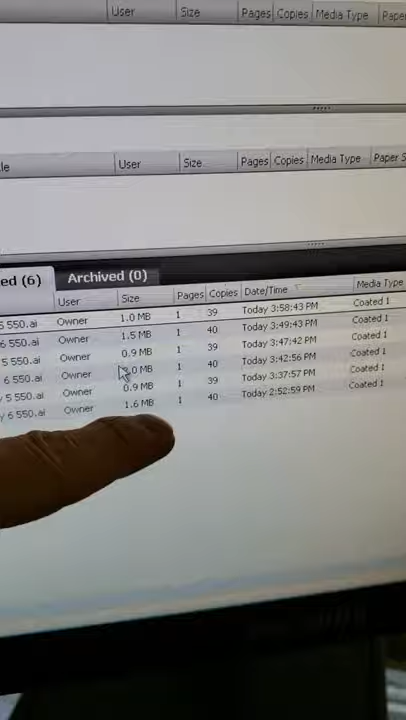 User Size Pages Copies Media Type Paper
le User Size Pages Copies Media Type Paper S
ed (6) Archived (0)
User Size Pages Copies Date/Time Media Type
5 550.ai Owner 1.0 MB 1 39 Today 3:58:43 PM Coated 1
6 550.ai Owner 1.5 MB 1 40 Today 3:49:43 PM Coated 1
5 550.ai Owner 0.9 MB 1 39 Today 3:47:42 PM Coated 1
6 550.ai Owner .0 MB 1 40 Today 3:42:56 PM Coated 1
y 5 550.ai Owner 0.9 MB 1 39 Today 3:37:57 PM Coated 1
y 6 550.ai Owner 1.6 MB 1 40 Today 2:52:59 PM Coated 1